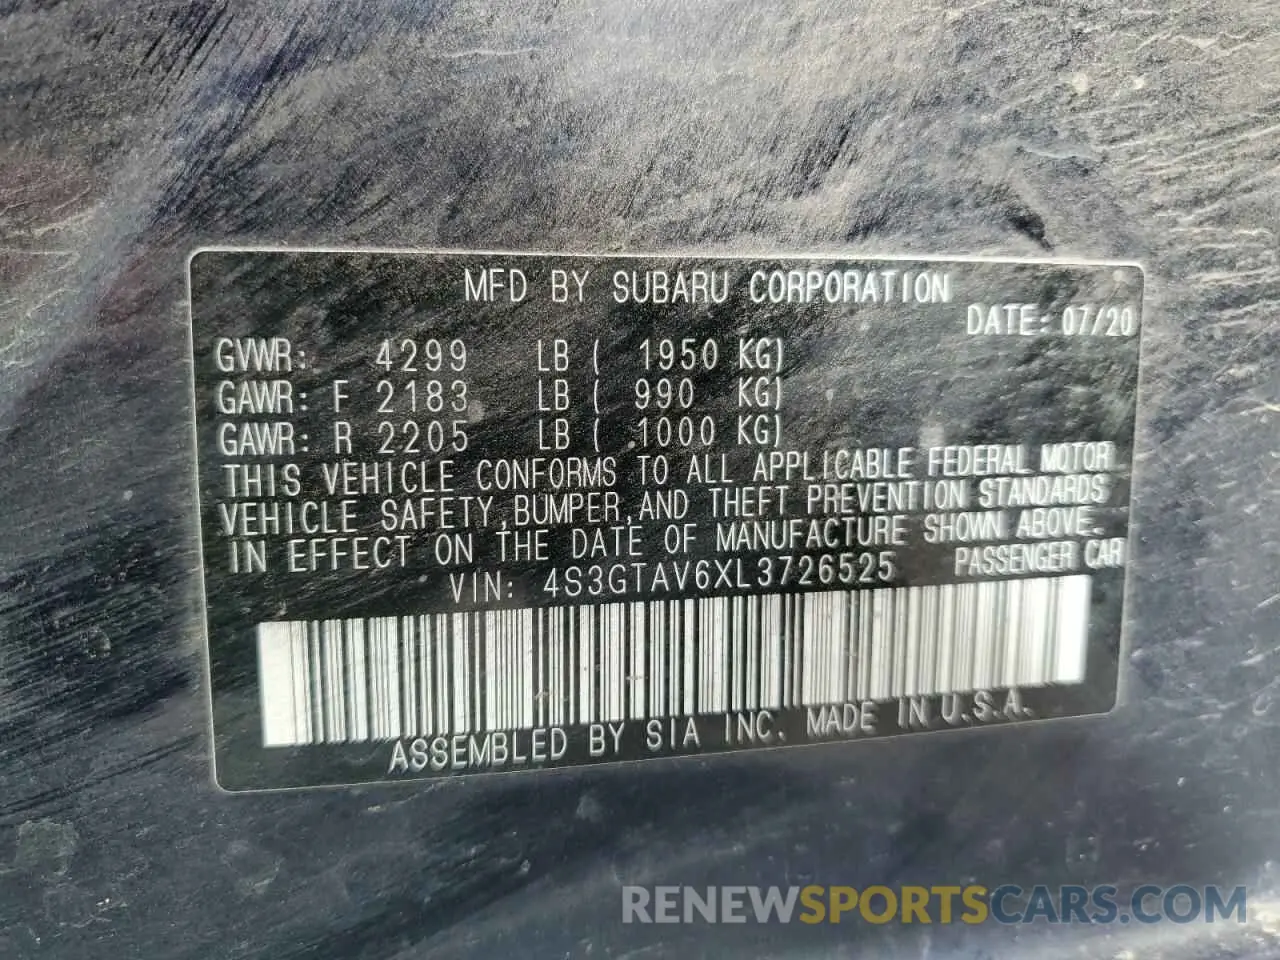 MFD BY SUBARU CORPORATION
DATE: 07/20
GVWR: 4299 LB ( 1950 KG)
GAWR: F 2183 LB ( 990 KG)
GAWR: R 2205 LB ( 1000 KG)
THIS VEHICLE CONFORMS TO ALL APPLICABLE FEDERAL MOTOR
VEHICLE SAFETY, BUMPER, AND THEFT PREVENTION STANDARDS
IN EFFECT ON THE DATE OF MANUFACTURE SHOWN ABOVE.
VIN: 4S3GTAV6XL3726525 PASSENGER CAR
ASSEMBLED BY SIA INC. MADE IN U.S.A.
RENEWSPORTSCARS.COM